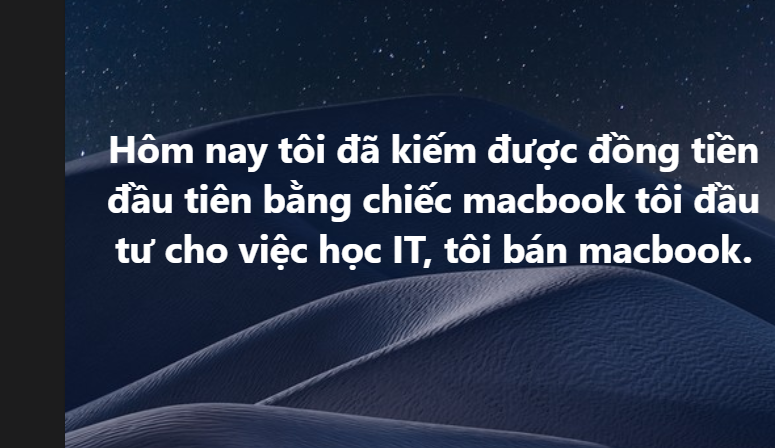 Hôm nay tôi đã kiếm được đồng tiền
đầu tiên bằng chiếc macbook tôi đầu
tư cho việc học IT, tôi bán macbook.